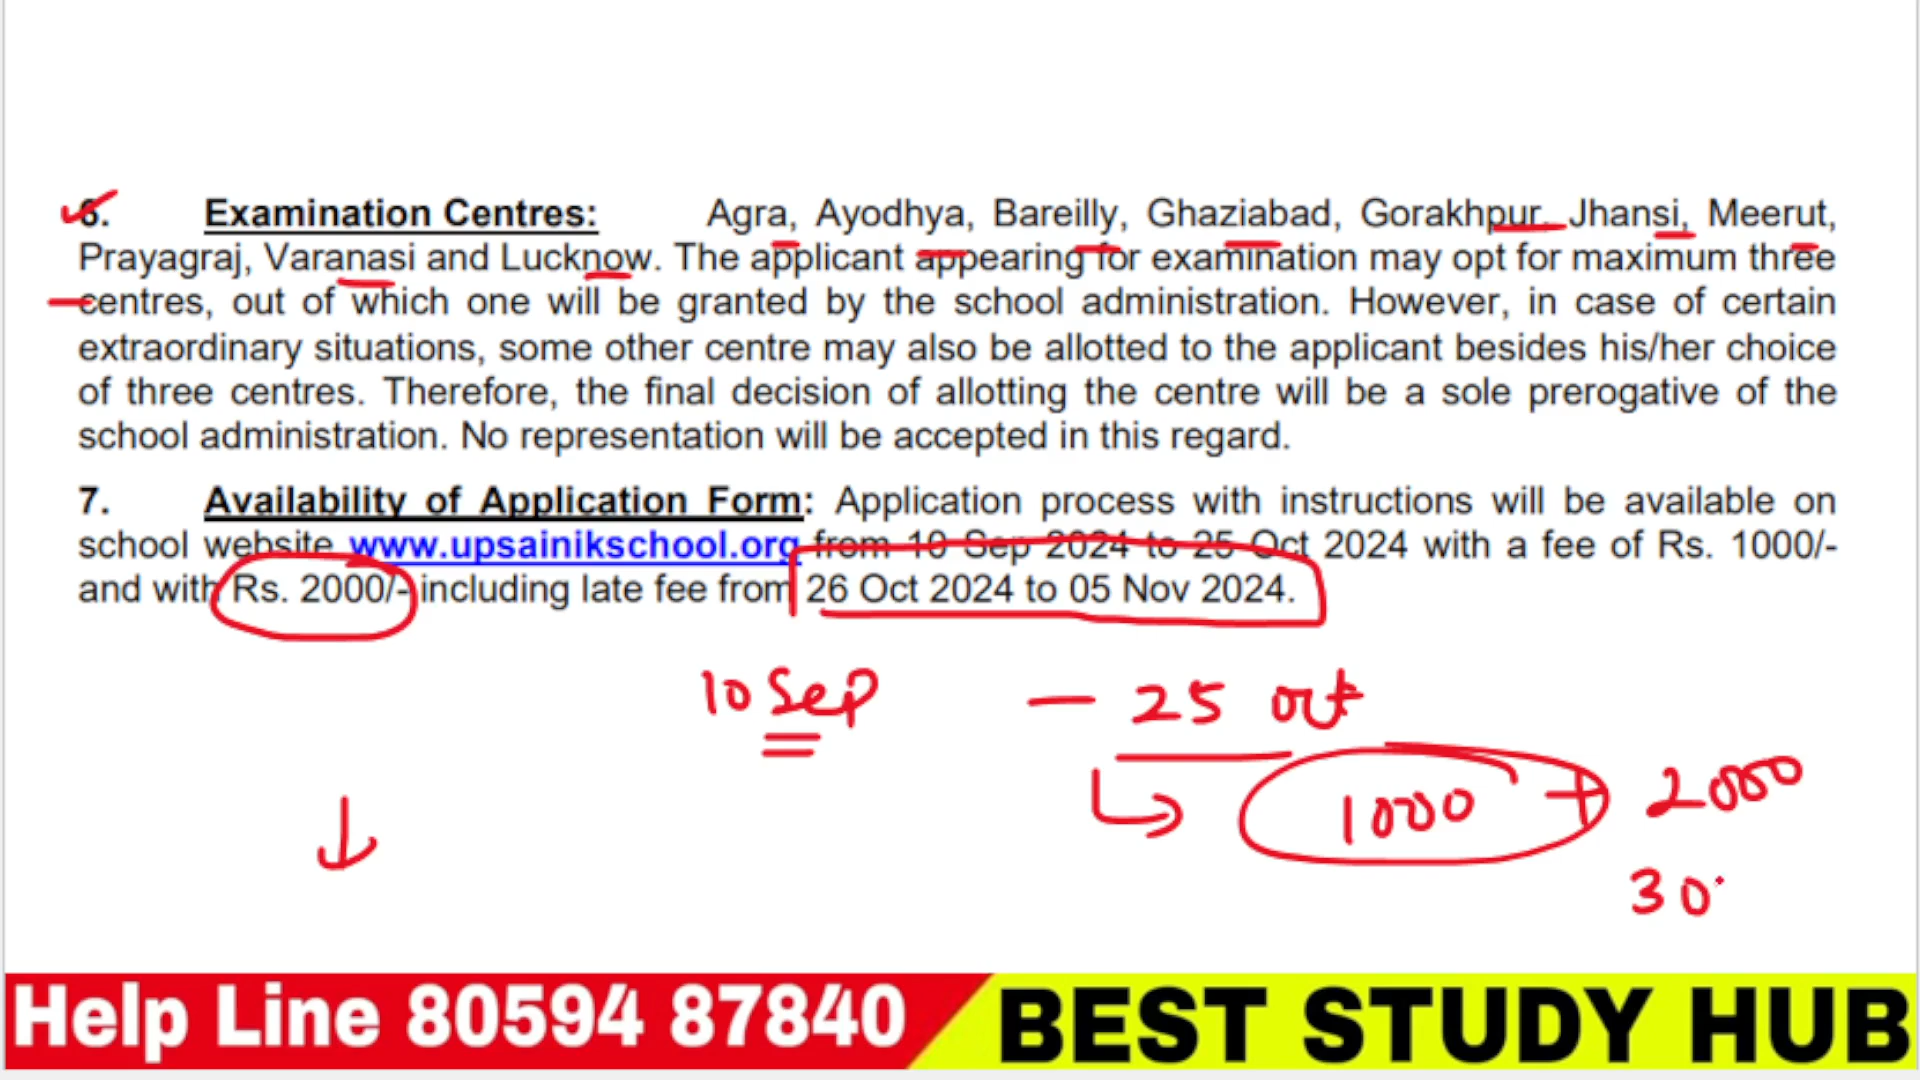 6. Examination Centres: Agra, Ayodhya, Bareilly, Ghaziabad, Gorakhpur, Jhansi, Meerut,
Prayagraj, Varanasi and Lucknow. The applicant appearing for examination may opt for maximum three
centres, out of which one will be granted by the school administration. However, in case of certain
extraordinary situations, some other centre may also be allotted to the applicant besides his/her choice
of three centres. Therefore, the final decision of allotting the centre will be a sole prerogative of the
school administration. No representation will be accepted in this regard.
7. Availability of Application Form: Application process with instructions will be available on
school website www.upsainikschool.org from 10 Sep 2024 to 25 Oct 2024 with a fee of Rs. 1000/-
and with Rs. 2000/- including late fee from 26 Oct 2024 to 05 Nov 2024.
10 Sep - 25 oct
1000 + 2000
30
Help Line 80594 87840 BEST STUDY HUB